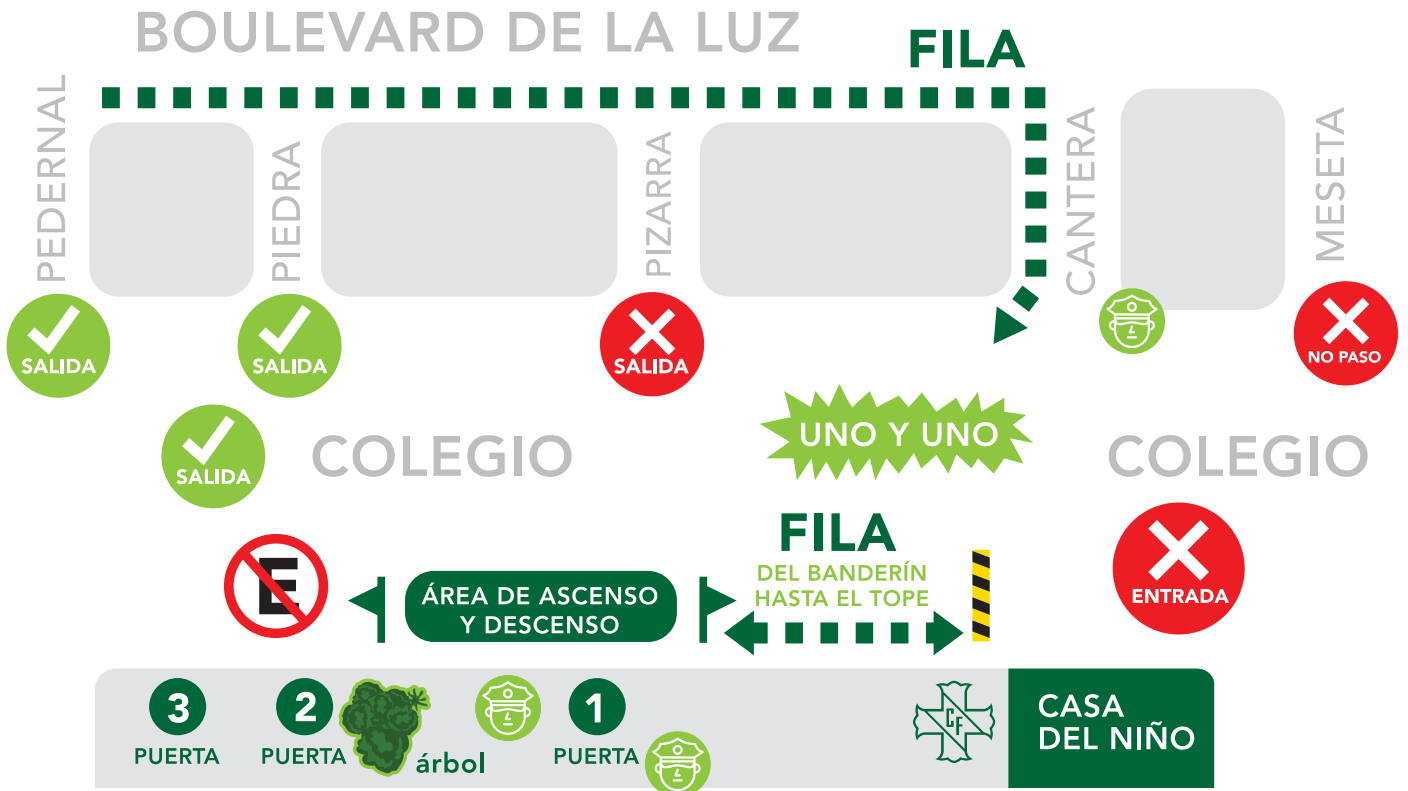 BOULEVARD DE LA LUZ
FILA
PEDERNAL
PIEDRA
PIZARRA
CANTERA
MESETA
SALIDA
SALIDA
SALIDA
NO PASO
UNO Y UNO
SALIDA
COLEGIO
COLEGIO
FILA
DEL BANDERÍN
HASTA EL TOPE
E
ÁREA DE ASCENSO
Y DESCENSO
ENTRADA
3
PUERTA
2
PUERTA
árbol
1
PUERTA
CF
CASA
DEL NIÑO